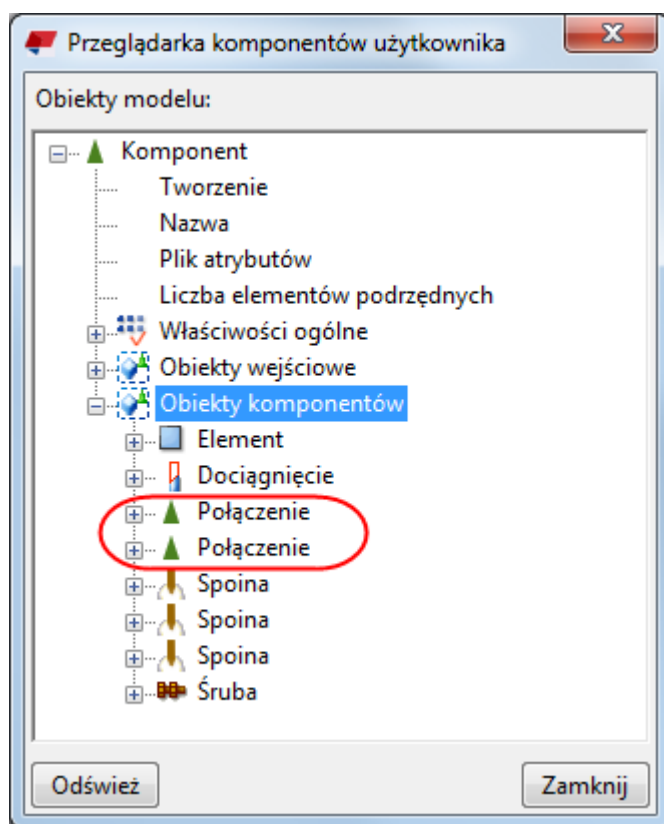 Przeglądarka komponentów użytkownika
Obiekty modelu:
Komponent
Tworzenie
Nazwa
Plik atrybutów
Liczba elementów podrzędnych
Właściwości ogólne
Obiekty wejściowe
Obiekty komponentów
Element
Dociągnięcie
Połączenie
Połączenie
Spoina
Spoina
Spoina
Śruba
Odśwież
Zamknij